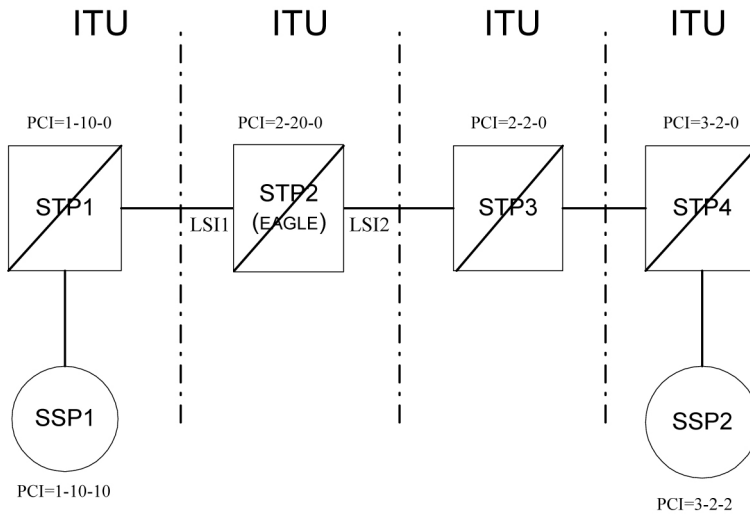 ITU ITU ITU ITU
PCI=1-10-0 PCI=2-20-0 PCI=2-2-0 PCI=3-2-0
STP1 STP2 STP3 STP4
(EAGLE)
LSI1 LSI2
SSP1 SSP2
PCI=1-10-10 PCI=3-2-2